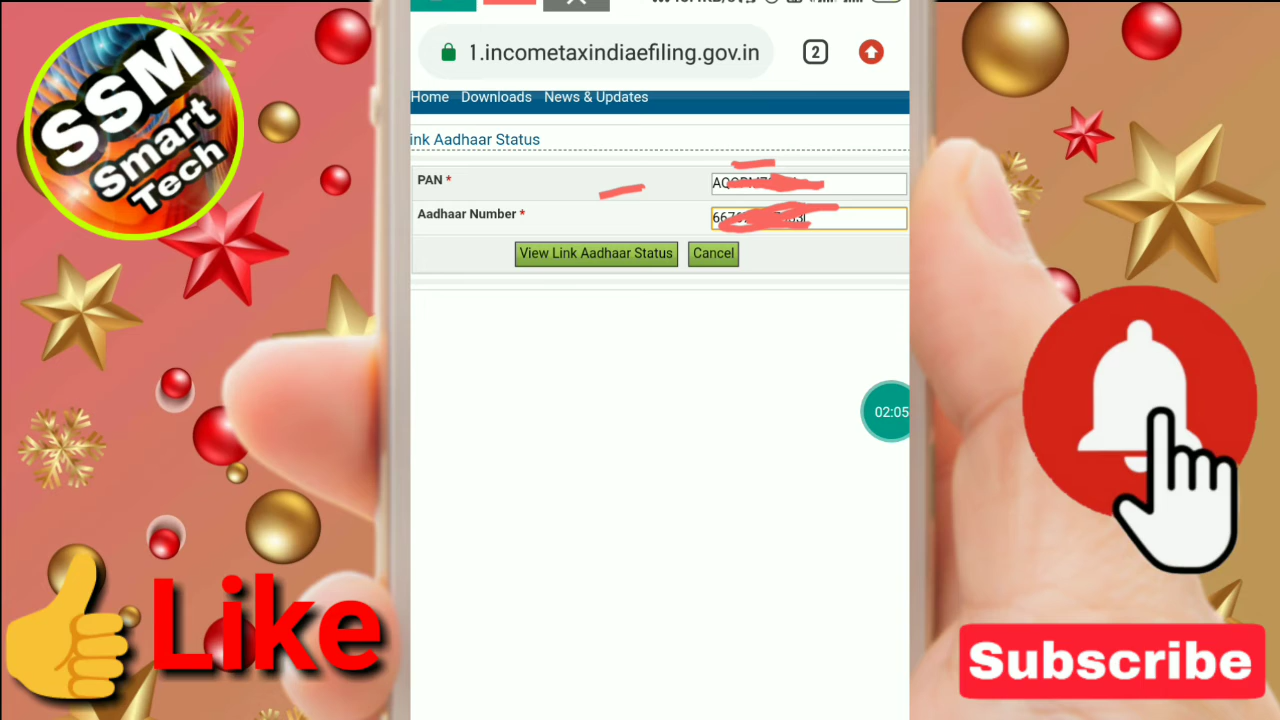 SSM
Smart
Tech
1.incometaxindiaefiling.gov.in
2
Home Downloads News & Updates
ink Aadhaar Status
PAN *
Aadhaar Number *
View Link Aadhaar Status Cancel
02:05
Like
Subscribe